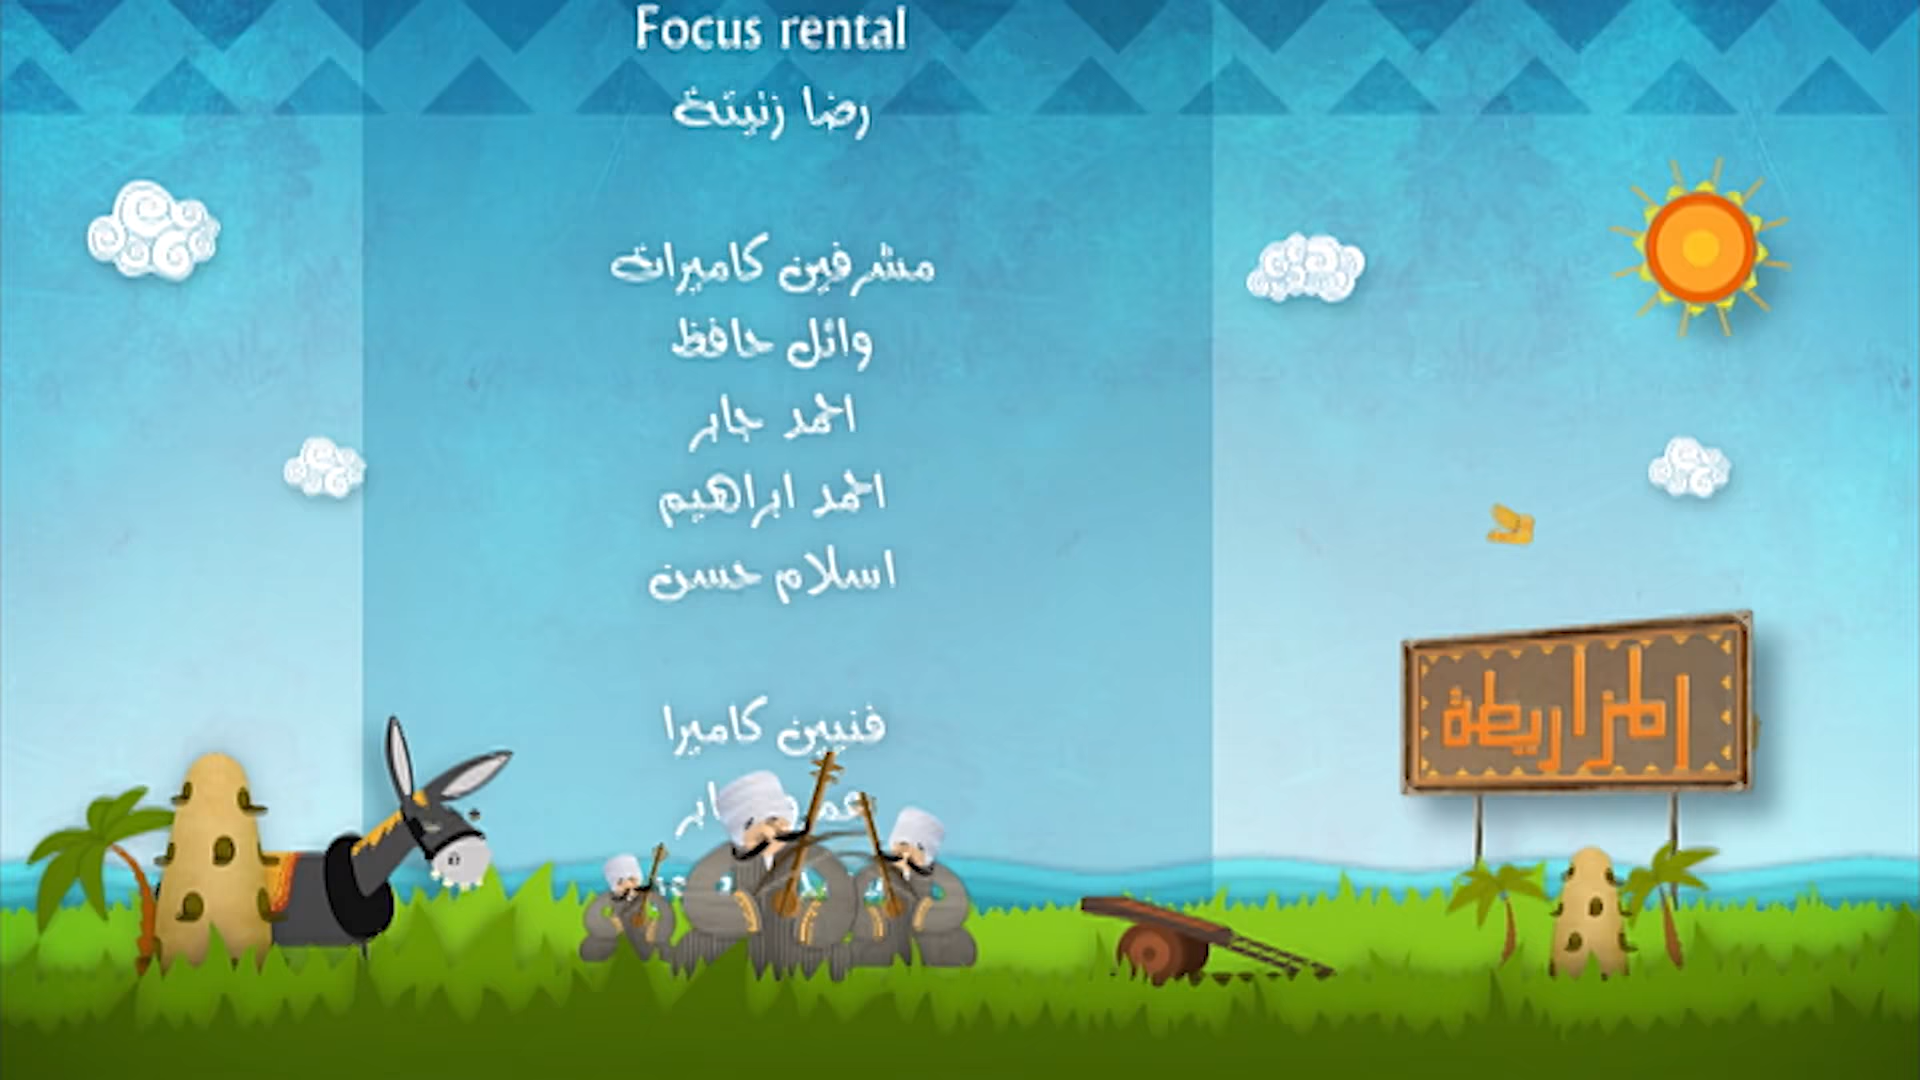 Focus rental
رضا زنيتة
مشرفين كاميرات
وائل حافظ
احمد جابر
احمد ابراهيم
اسلام حسن
فنيين كاميرا
المزاريطة